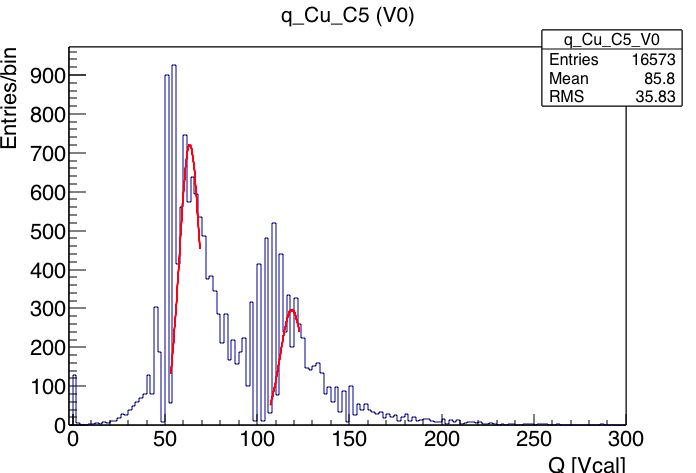 q_Cu_C5 (V0)
q_Cu_C5_V0
Entries 16573
Mean 85.8
RMS 35.83
Entries/bin
900
800
700
600
500
400
300
200
100
0
0 50 100 150 200 250 300
Q [Vcal]